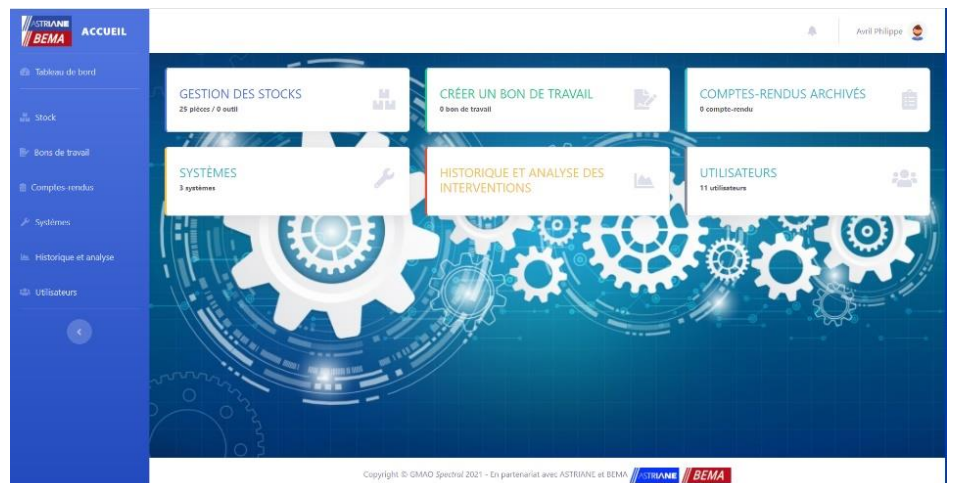 ASTRIANE
BEMA
ACCUEIL
Avril Philippe
Tableau de bord
Stock
Bons de travail
Comptes-rendus
Systèmes
Historique et analyse
Utilisateurs
GESTION DES STOCKS
25 pièces / 0 outil
CRÉER UN BON DE TRAVAIL
0 bon de travail
COMPTES-RENDUS ARCHIVÉS
0 compte-rendu
SYSTÈMES
3 systèmes
HISTORIQUE ET ANALYSE DES
INTERVENTIONS
UTILISATEURS
11 utilisateurs
Copyright © GMAO Spectral 2021 - En partenariat avec ASTRIANE et BEMA
ASTRIANE
BEMA